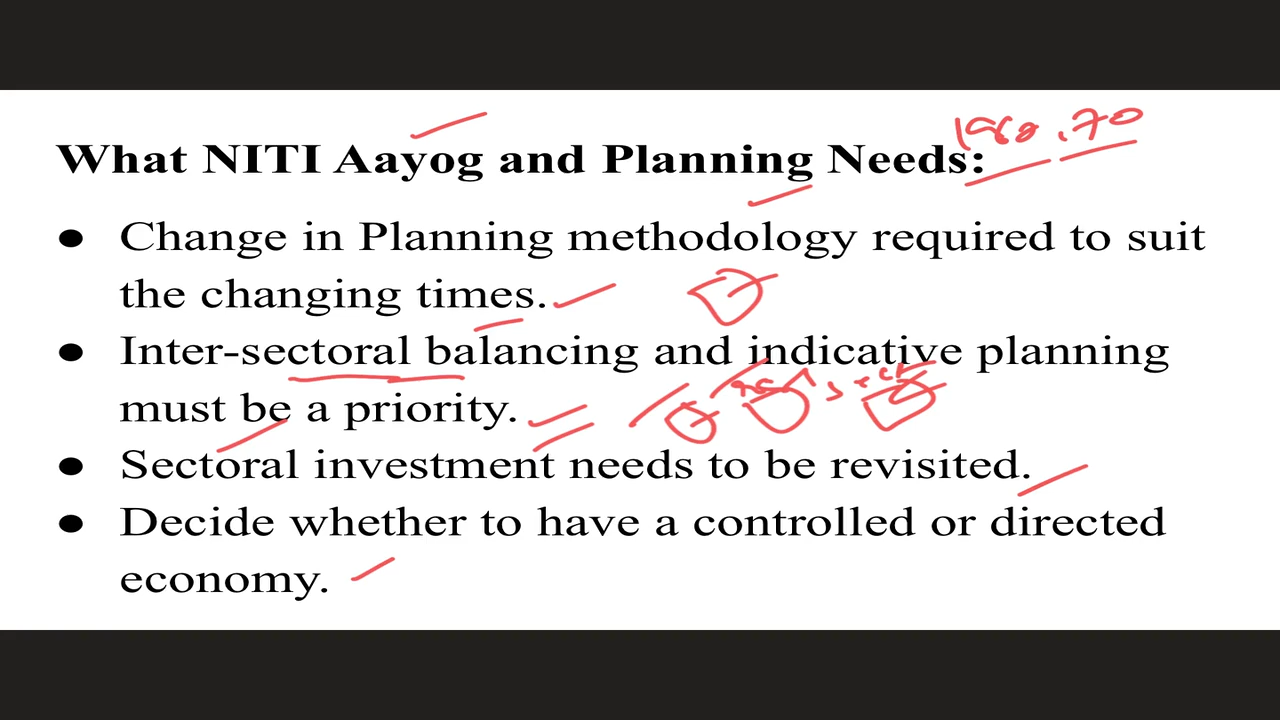 1960 , 70
What NITI Aayog and Planning Needs:
● Change in Planning methodology required to suit
the changing times.
● Inter-sectoral balancing and indicative planning
must be a priority.
● Sectoral investment needs to be revisited.
● Decide whether to have a controlled or directed
economy.